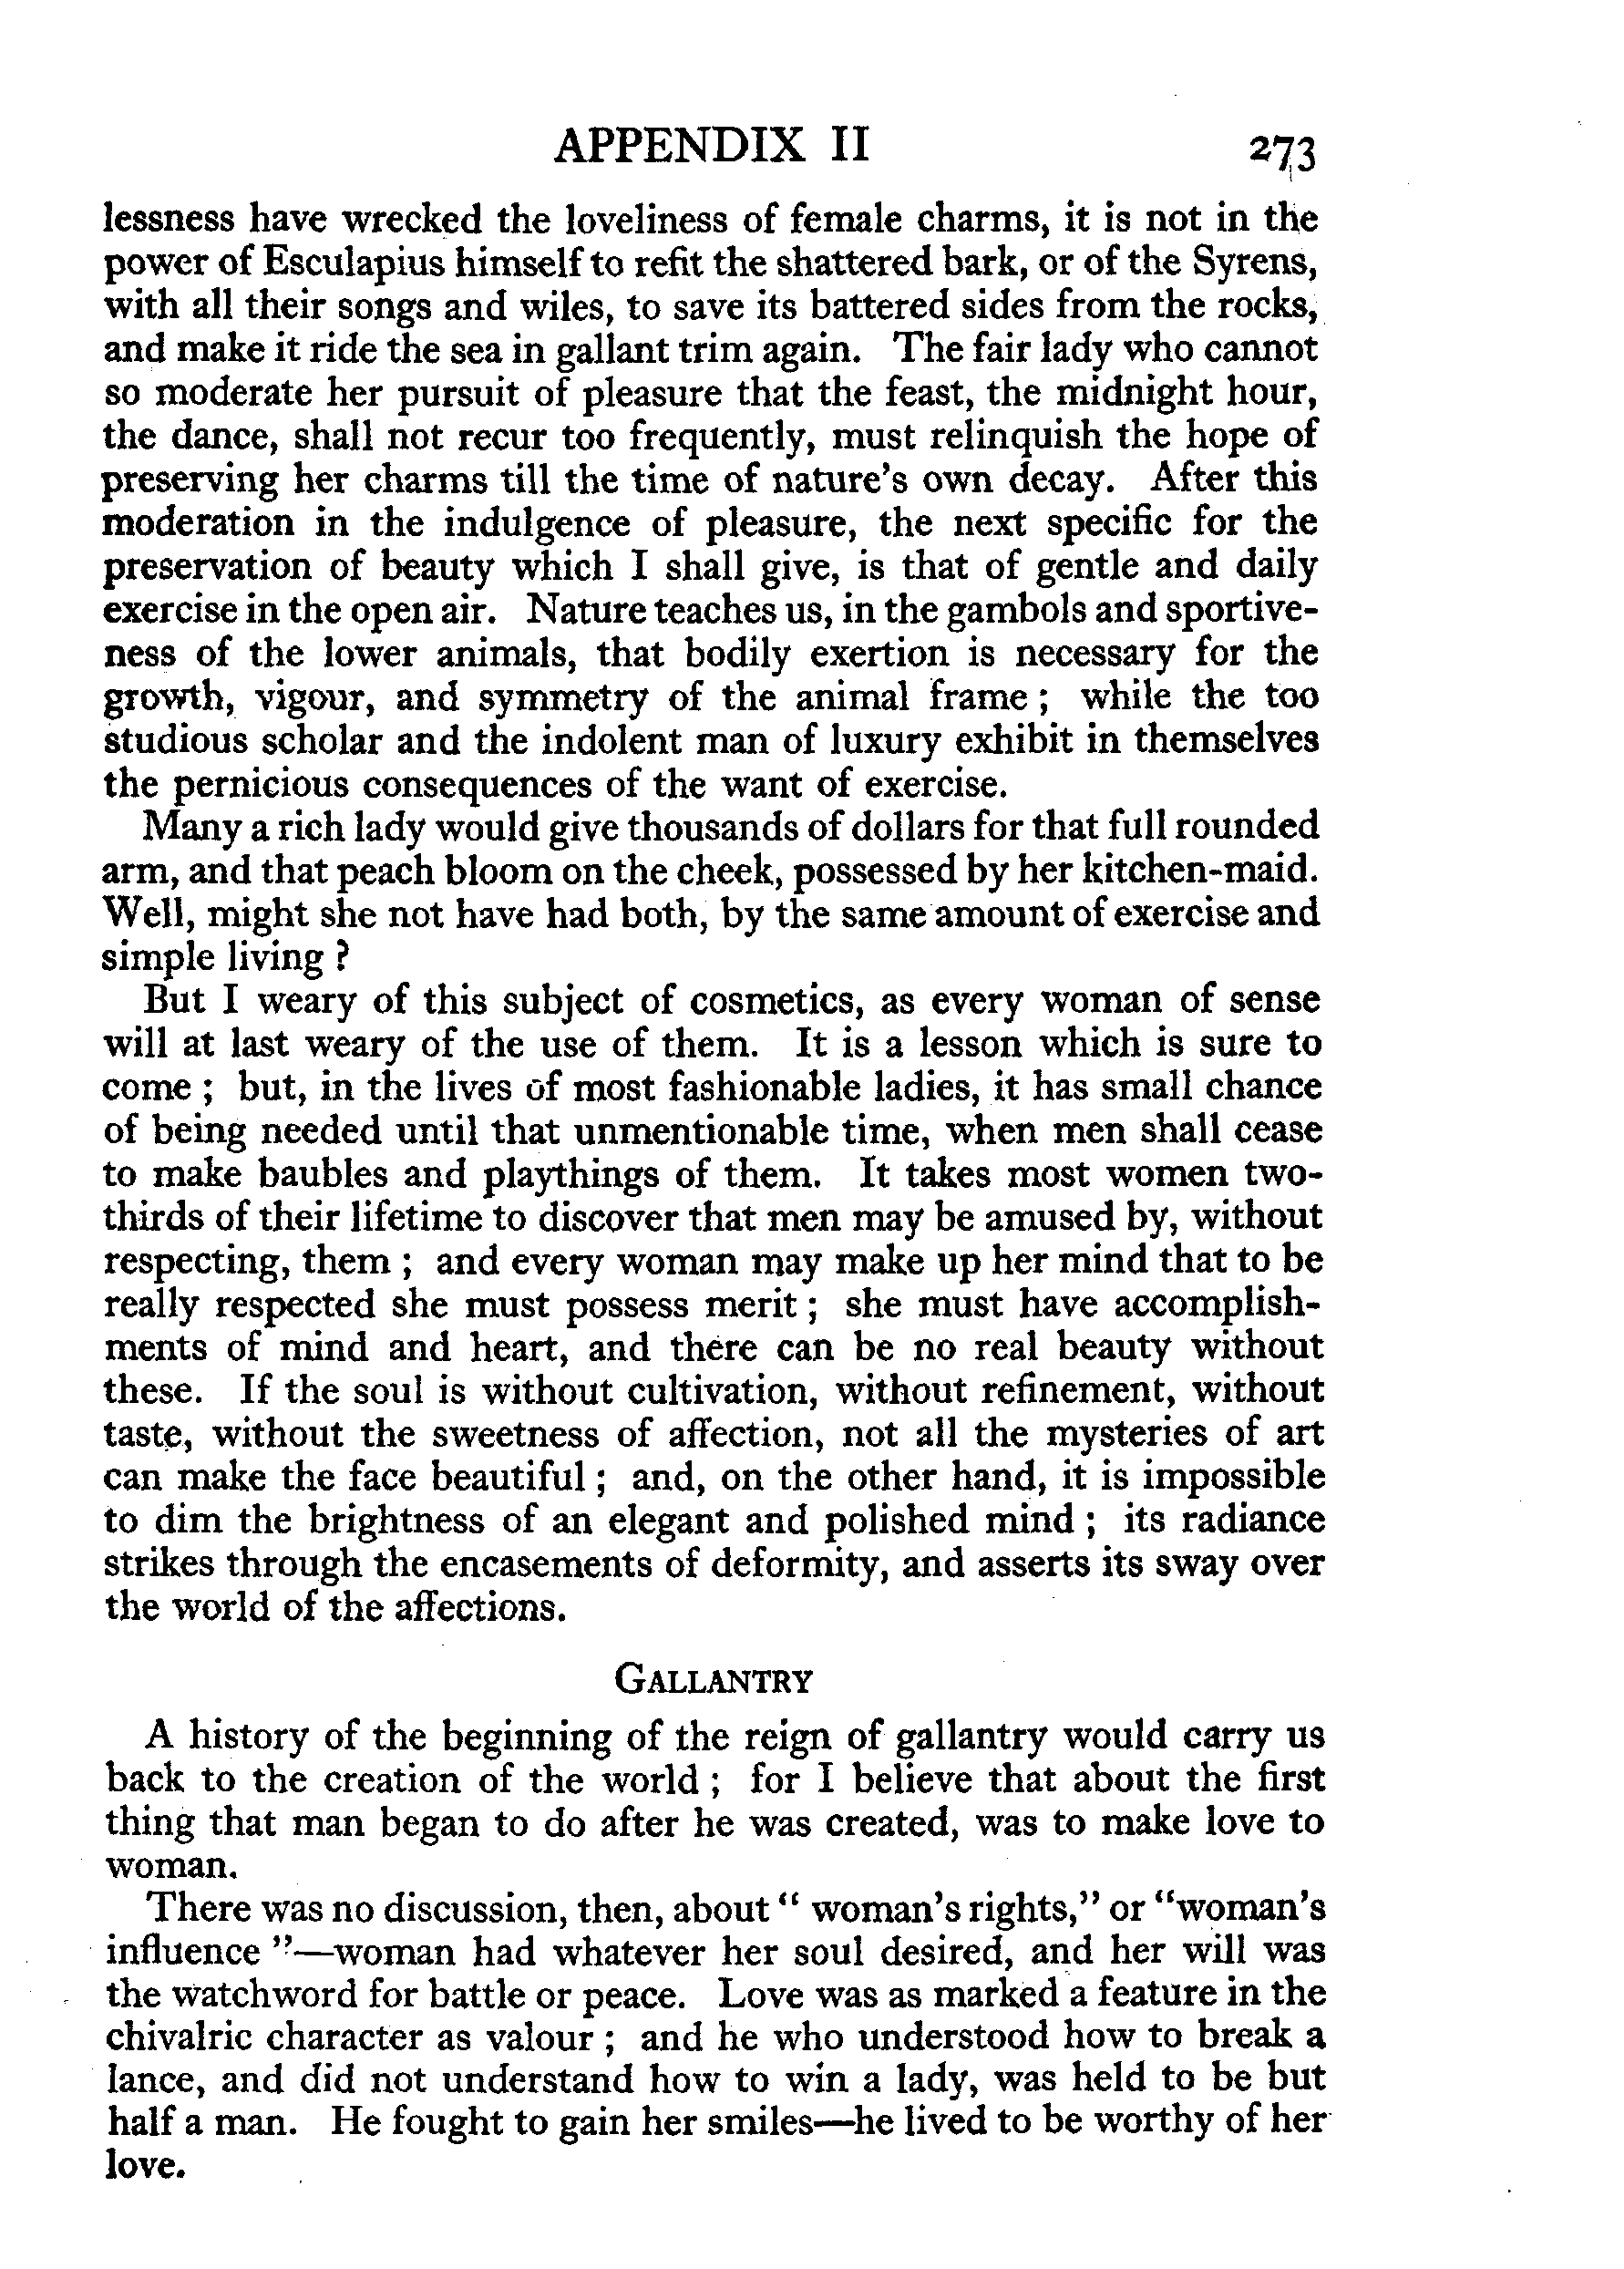 APPENDIX II 273
lessness have wrecked the loveliness of female charms, it is not in the
power of Esculapius himself to refit the shattered bark, or of the Syrens,
with all their songs and wiles, to save its battered sides from the rocks,
and make it ride the sea in gallant trim again. The fair lady who cannot
so moderate her pursuit of pleasure that the feast, the midnight hour,
the dance, shall not recur too frequently, must relinquish the hope of
preserving her charms till the time of nature's own decay. After this
moderation in the indulgence of pleasure, the next specific for the
preservation of beauty which I shall give, is that of gentle and daily
exercise in the open air. Nature teaches us, in the gambols and sportive-
ness of the lower animals, that bodily exertion is necessary for the
growth, vigour, and symmetry of the animal frame ; while the too
studious scholar and the indolent man of luxury exhibit in themselves
the pernicious consequences of the want of exercise.
Many a rich lady would give thousands of dollars for that full rounded
arm, and that peach bloom on the cheek, possessed by her kitchen-maid.
Well, might she not have had both, by the same amount of exercise and
simple living ?
But I weary of this subject of cosmetics, as every woman of sense
will at last weary of the use of them. It is a lesson which is sure to
come ; but, in the lives of most fashionable ladies, it has small chance
of being needed until that unmentionable time, when men shall cease
to make baubles and playthings of them. It takes most women two-
thirds of their lifetime to discover that men may be amused by, without
respecting, them ; and every woman may make up her mind that to be
really respected she must possess merit ; she must have accomplish-
ments of mind and heart, and there can be no real beauty without
these. If the soul is without cultivation, without refinement, without
taste, without the sweetness of affection, not all the mysteries of art
can make the face beautiful ; and, on the other hand, it is impossible
to dim the brightness of an elegant and polished mind ; its radiance
strikes through the encasements of deformity, and asserts its sway over
the world of the affections.
GALLANTRY
A history of the beginning of the reign of gallantry would carry us
back to the creation of the world ; for I believe that about the first
thing that man began to do after he was created, was to make love to
woman.
There was no discussion, then, about " woman's rights," or "woman's
influence "—woman had whatever her soul desired, and her will was
the watchword for battle or peace. Love was as marked a feature in the
chivalric character as valour ; and he who understood how to break a
lance, and did not understand how to win a lady, was held to be but
half a man. He fought to gain her smiles—he lived to be worthy of her
love.